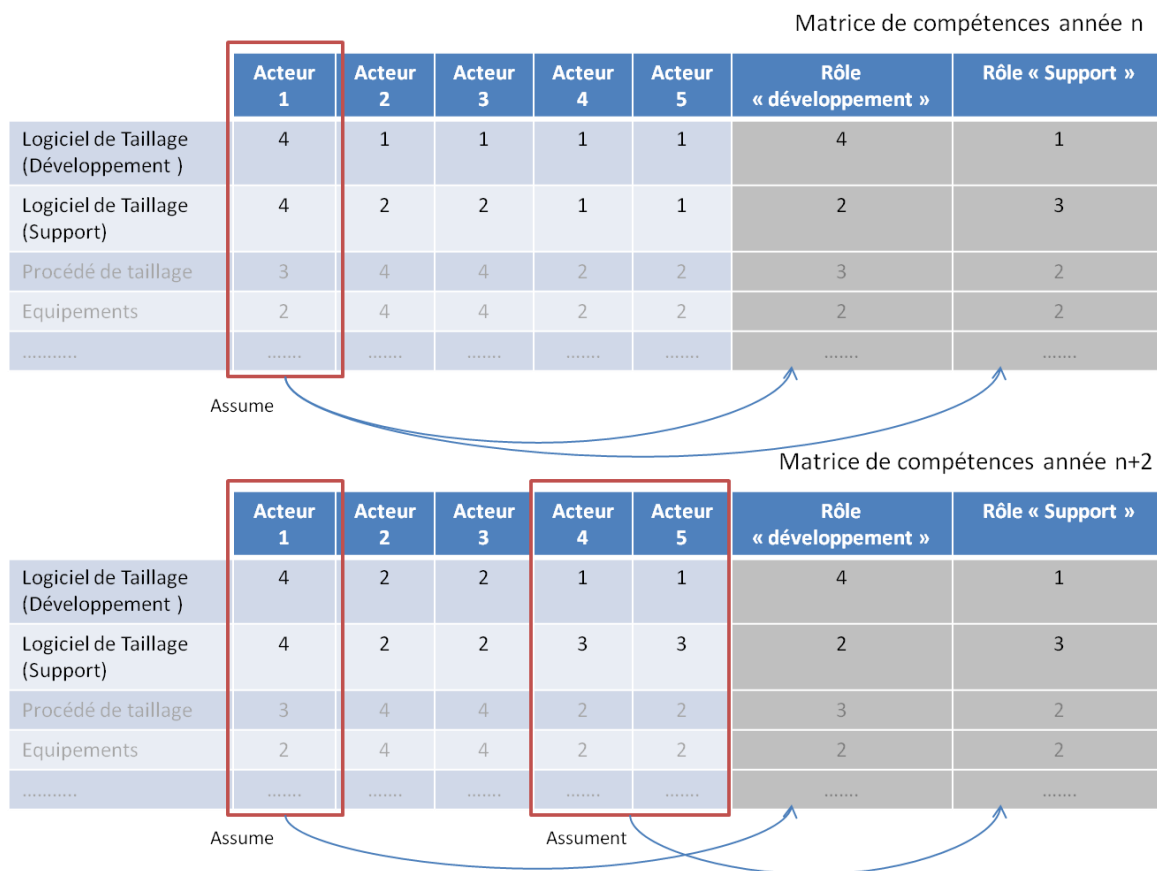 Matrice de compétences année n
Acteur 1 Acteur 2 Acteur 3 Acteur 4 Acteur 5 Rôle « développement » Rôle « Support »
Logiciel de Taillage (Développement ) 4 1 1 1 1 4 1
Logiciel de Taillage (Support) 4 2 2 1 1 2 3
Procédé de taillage 3 4 4 2 2 3 2
Equipements 2 4 4 2 2 2 2
........... ....... ....... ....... ....... ....... ....... .......
Assume
Matrice de compétences année n+2
Acteur 1 Acteur 2 Acteur 3 Acteur 4 Acteur 5 Rôle « développement » Rôle « Support »
Logiciel de Taillage (Développement ) 4 2 2 1 1 4 1
Logiciel de Taillage (Support) 4 2 2 3 3 2 3
Procédé de taillage 3 4 4 2 2 3 2
Equipements 2 4 4 2 2 2 2
........... ....... ....... ....... ....... ....... ....... .......
Assume Assument